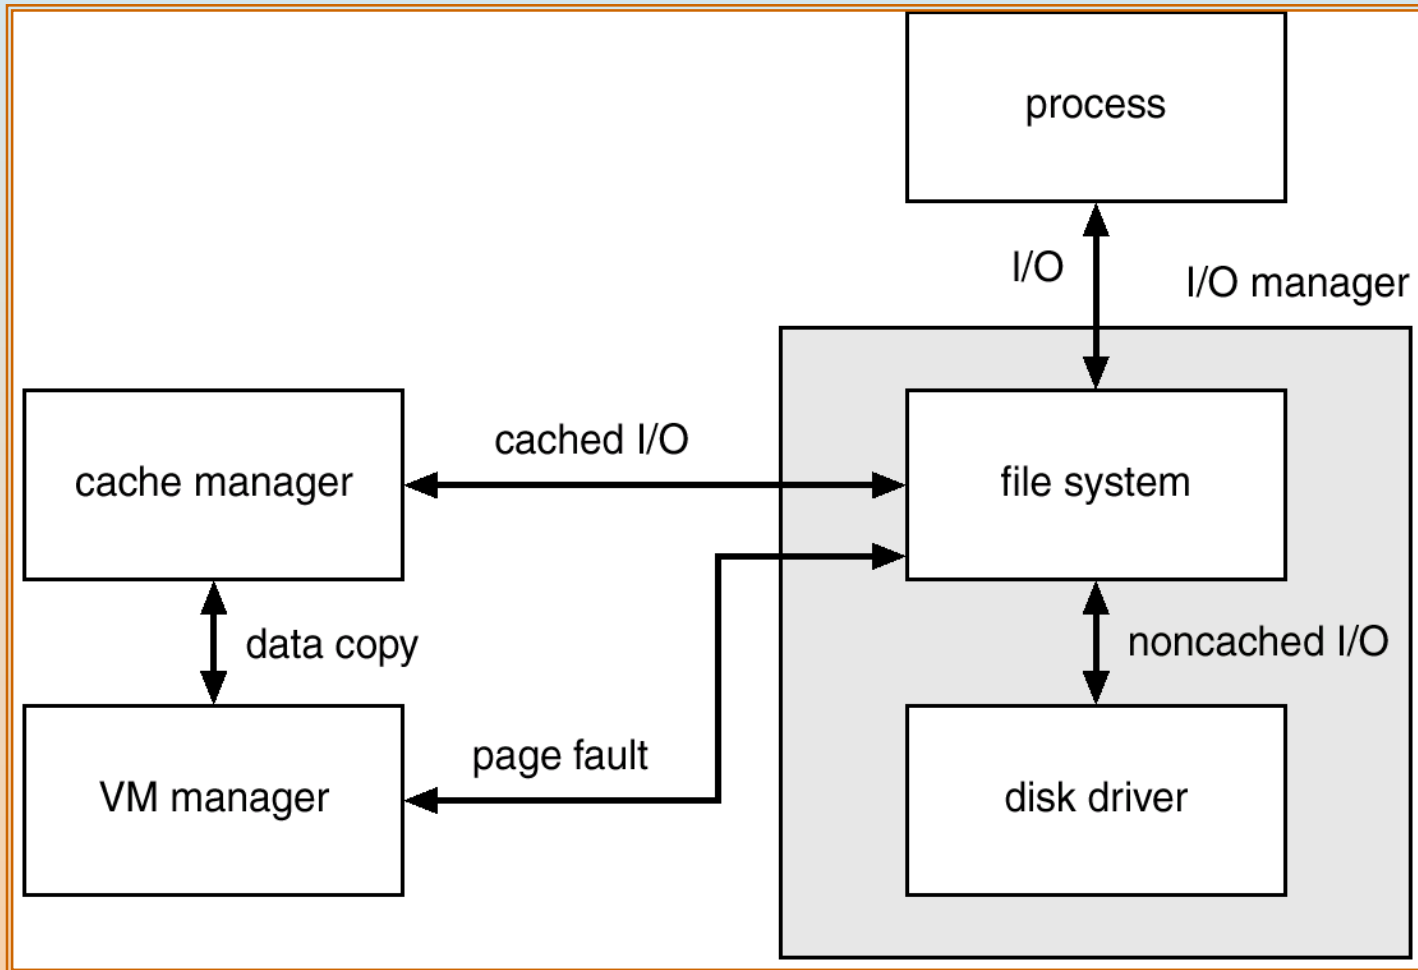 process
I/O
I/O manager
cached I/O
cache manager
file system
data copy
noncached I/O
page fault
VM manager
disk driver